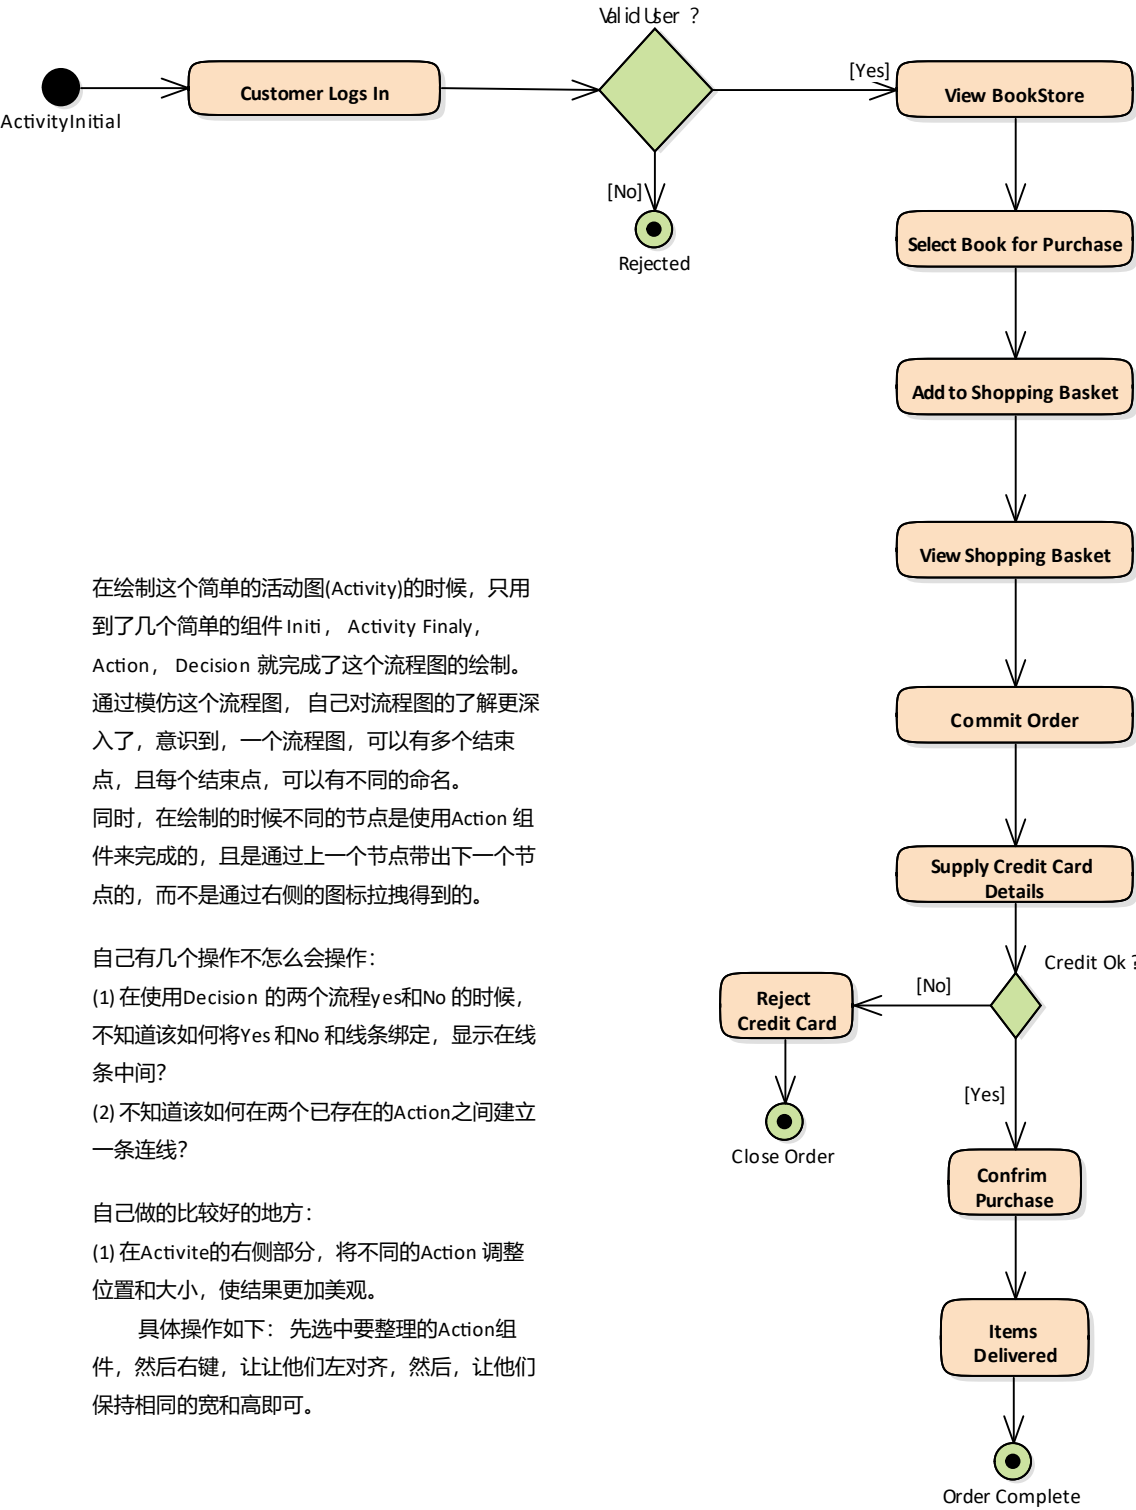 Valid User ?
ActivityInitial
Customer Logs In
[Yes]
View BookStore
[No]
Rejected
Select Book for Purchase
Add to Shopping Basket
View Shopping Basket
Commit Order
Supply Credit Card
Details
Credit Ok ?
[No]
Reject
Credit Card
Close Order
[Yes]
Confrim
Purchase
Items
Delivered
Order Complete
在绘制这个简单的活动图(Activity)的时候，只用
到了几个简单的组件 Initi， Activity Finaly，
Action， Decision 就完成了这个流程图的绘制。
通过模仿这个流程图， 自己对流程图的了解更深
入了，意识到，一个流程图，可以有多个结束
点，且每个结束点，可以有不同的命名。
同时，在绘制的时候不同的节点是使用Action 组
件来完成的，且是通过上一个节点带出下一个节
点的，而不是通过右侧的图标拉拽得到的。
自己有几个操作不怎么会操作：
(1) 在使用Decision 的两个流程yes和No 的时候，
不知道该如何将Yes 和No 和线条绑定，显示在线
条中间？
(2) 不知道该如何在两个已存在的Action之间建立
一条连线？
自己做的比较好的地方：
(1) 在Activite的右侧部分，将不同的Action 调整
位置和大小，使结果更加美观。
具体操作如下： 先选中要整理的Action组
件，然后右键，让让他们左对齐，然后，让他们
保持相同的宽和高即可。